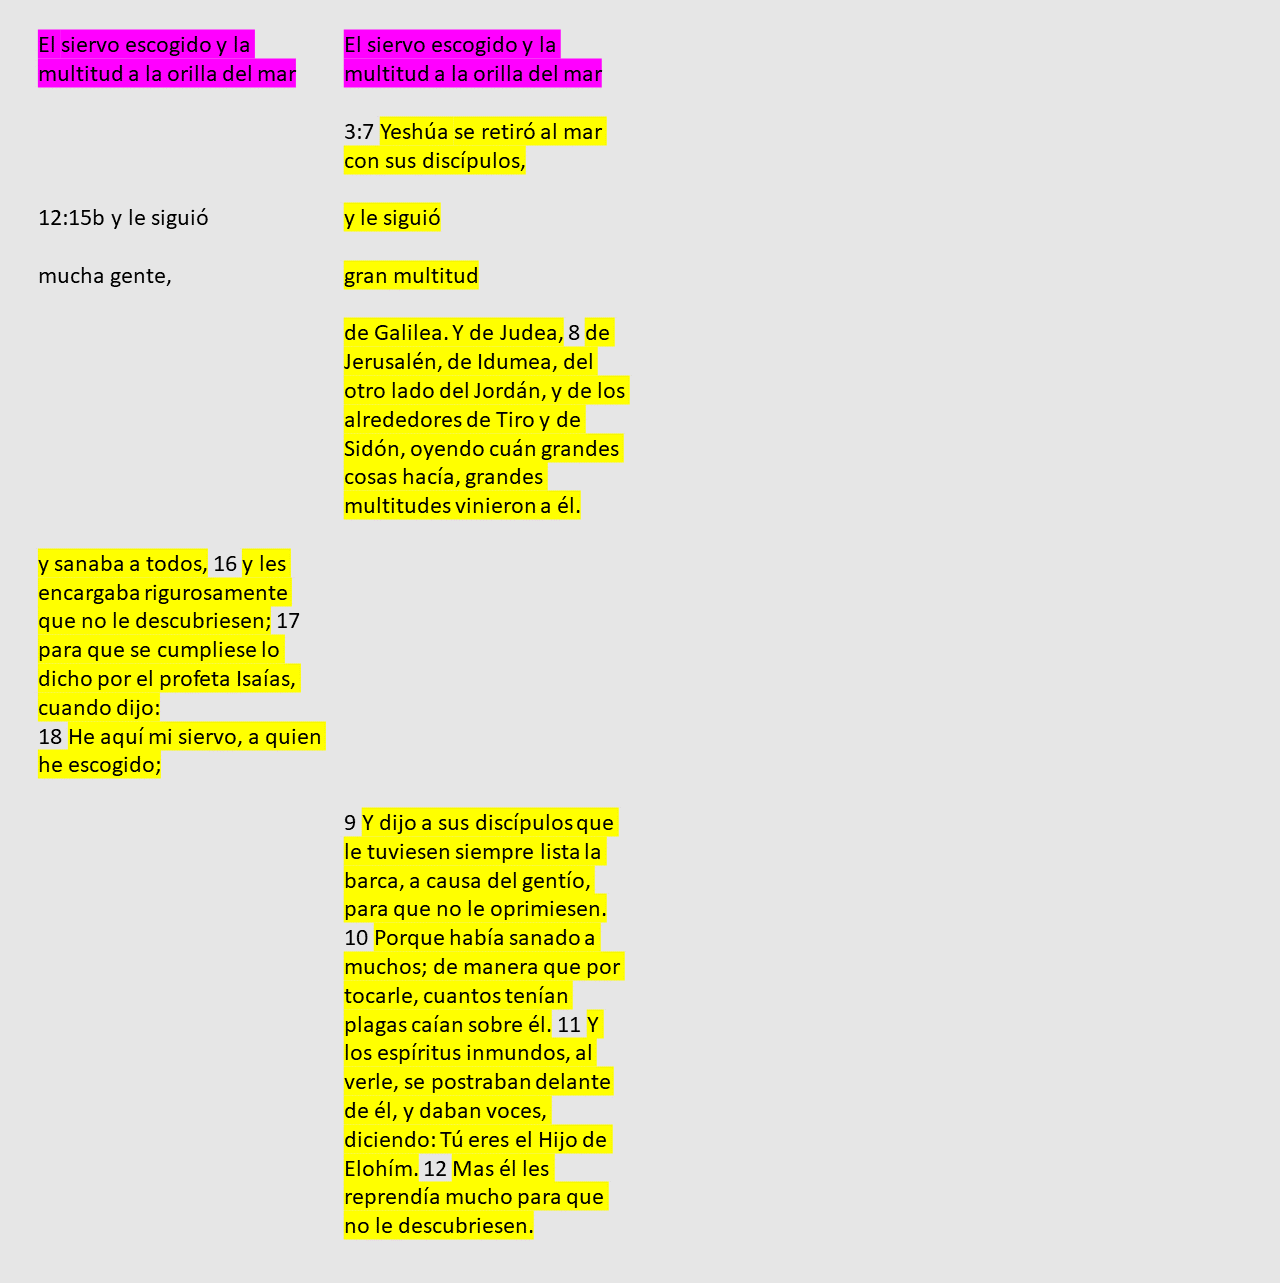 El siervo escogido y la
multitud a la orilla del mar
El siervo escogido y la
multitud a la orilla del mar
3:7 Yeshúa se retiró al mar
con sus discípulos,
12:15b y le siguió
y le siguió
mucha gente,
gran multitud
de Galilea. Y de Judea, 8 de
Jerusalén, de Idumea, del
otro lado del Jordán, y de los
alrededores de Tiro y de
Sidón, oyendo cuán grandes
cosas hacía, grandes
multitudes vinieron a él.
y sanaba a todos, 16 y les
encargaba rigurosamente
que no le descubriesen; 17
para que se cumpliese lo
dicho por el profeta Isaías,
cuando dijo:
18 He aquí mi siervo, a quien
he escogido;
9 Y dijo a sus discípulos que
le tuviesen siempre lista la
barca, a causa del gentío,
para que no le oprimiesen.
10 Porque había sanado a
muchos; de manera que por
tocarle, cuantos tenían
plagas caían sobre él. 11 Y
los espíritus inmundos, al
verle, se postraban delante
de él, y daban voces,
diciendo: Tú eres el Hijo de
Elohím. 12 Mas él les
reprendía mucho para que
no le descubriesen.